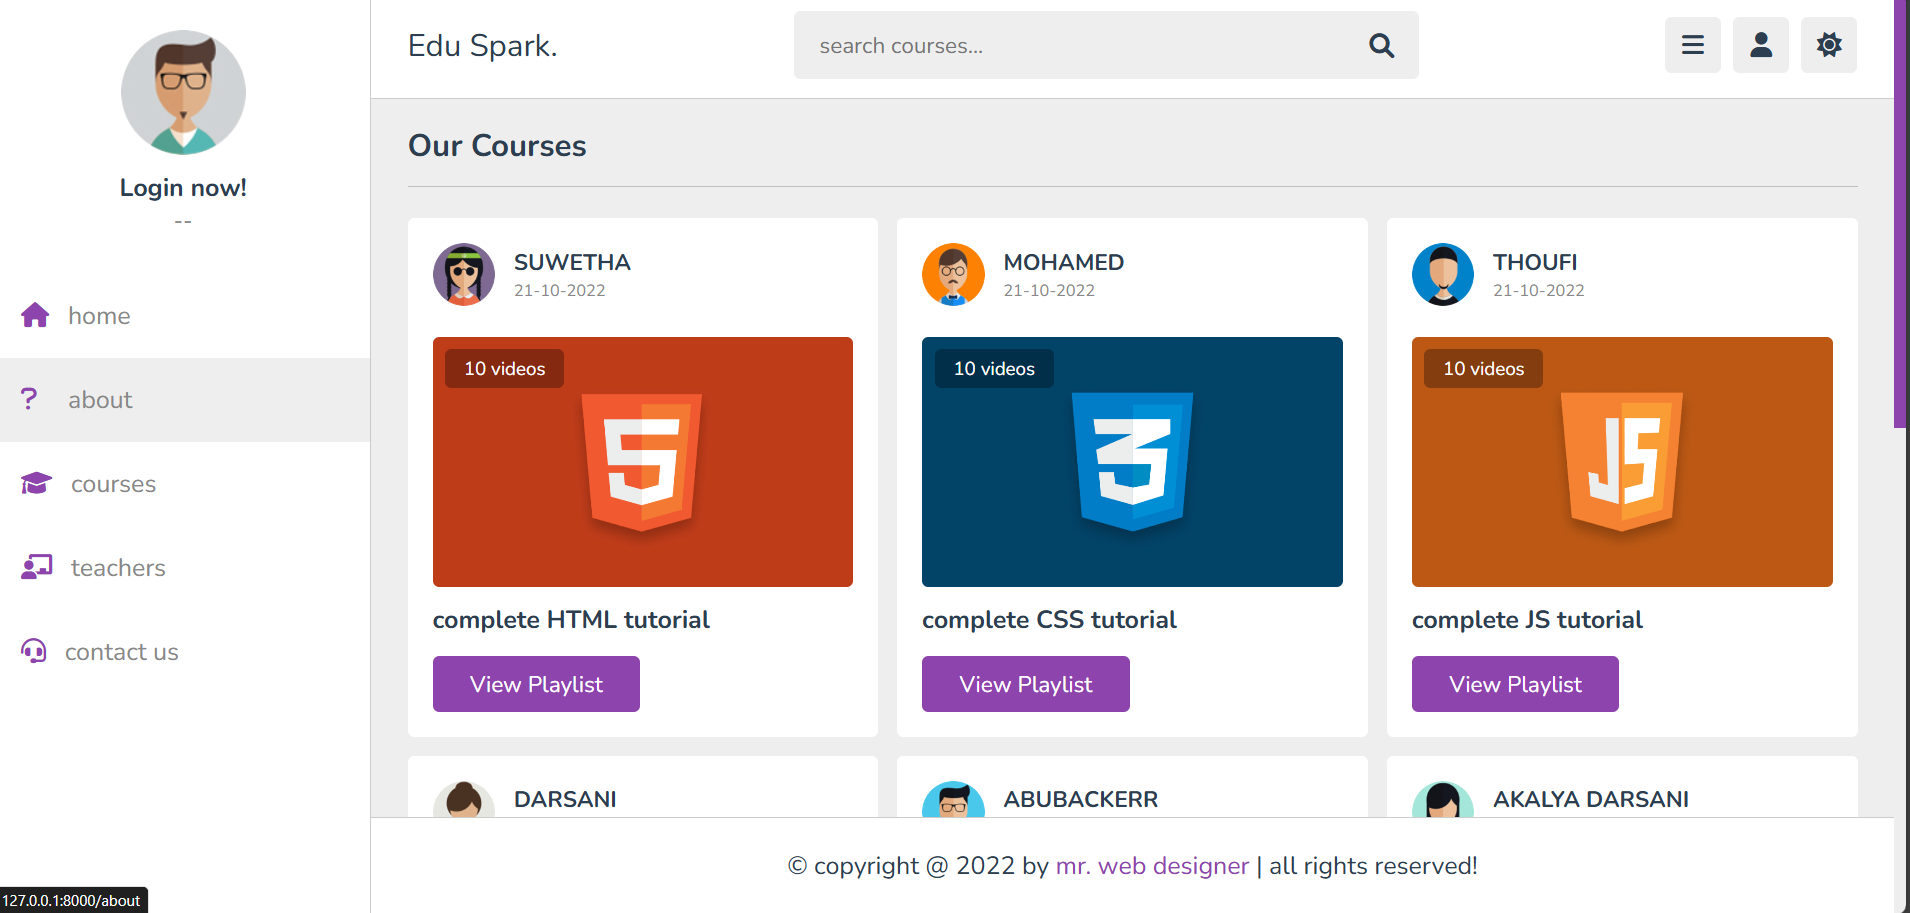 Edu Spark.
search courses...
Login now!
--
home
about
courses
teachers
contact us
Our Courses
SUWETHA
21-10-2022
10 videos
5
complete HTML tutorial
View Playlist
MOHAMED
21-10-2022
10 videos
3
complete CSS tutorial
View Playlist
THOUFI
21-10-2022
10 videos
JS
complete JS tutorial
View Playlist
DARSANI
ABUBACKERR
AKALYA DARSANI
© copyright @ 2022 by mr. web designer | all rights reserved!
127.0.0.1:8000/about